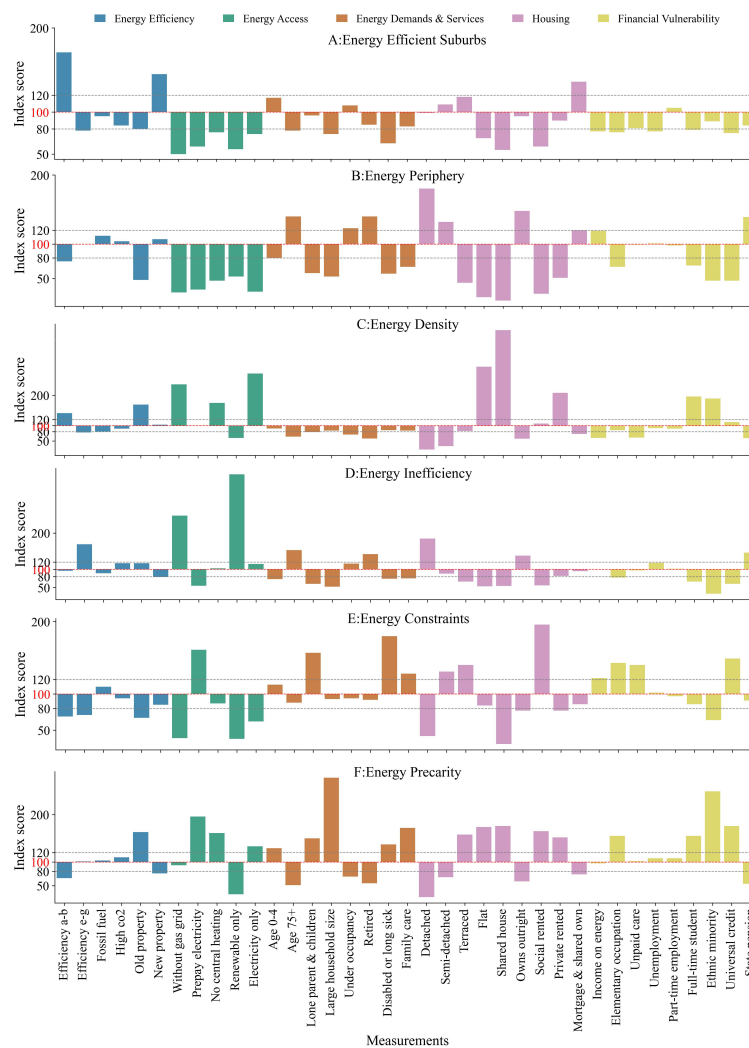 Energy Efficiency
Energy Access
Energy Demands & Services
Housing
Financial Vulnerability
A:Energy Efficient Suburbs
Index score
200
120
100
80
50
B:Energy Periphery
Index score
200
120
100
80
50
C:Energy Density
Index score
200
120
100
80
50
D:Energy Inefficiency
Index score
200
120
100
80
50
E:Energy Constraints
Index score
200
120
100
80
50
F:Energy Precarity
Index score
200
120
100
80
50
Efficiency a-b
Efficiency e-g
Fossil fuel
High co2
Old property
New property
Without gas grid
Prepay electricity
No central heating
Renewable only
Electricity only
Age 0-4
Age 75+
Lone parent & children
Large household size
Under occupancy
Retired
Disabled or long sick
Family care
Detached
Semi-detached
Terraced
Flat
Shared house
Owns outright
Social rented
Private rented
Mortgage & shared own
Income on energy
Elementary occupation
Unpaid care
Unemployment
Part-time employment
Full-time student
Ethnic minority
Universal credit
Measurements